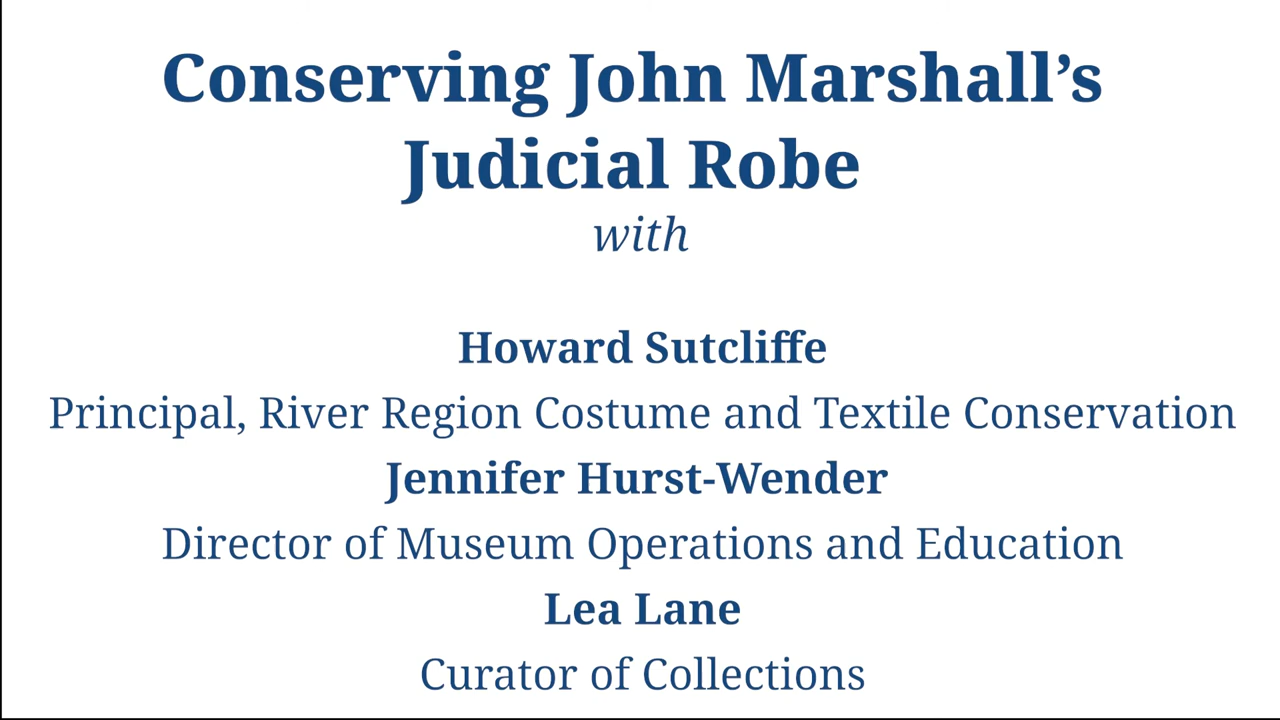 Conserving John Marshall’s
Judicial Robe
with
Howard Sutcliffe
Principal, River Region Costume and Textile Conservation
Jennifer Hurst-Wender
Director of Museum Operations and Education
Lea Lane
Curator of Collections